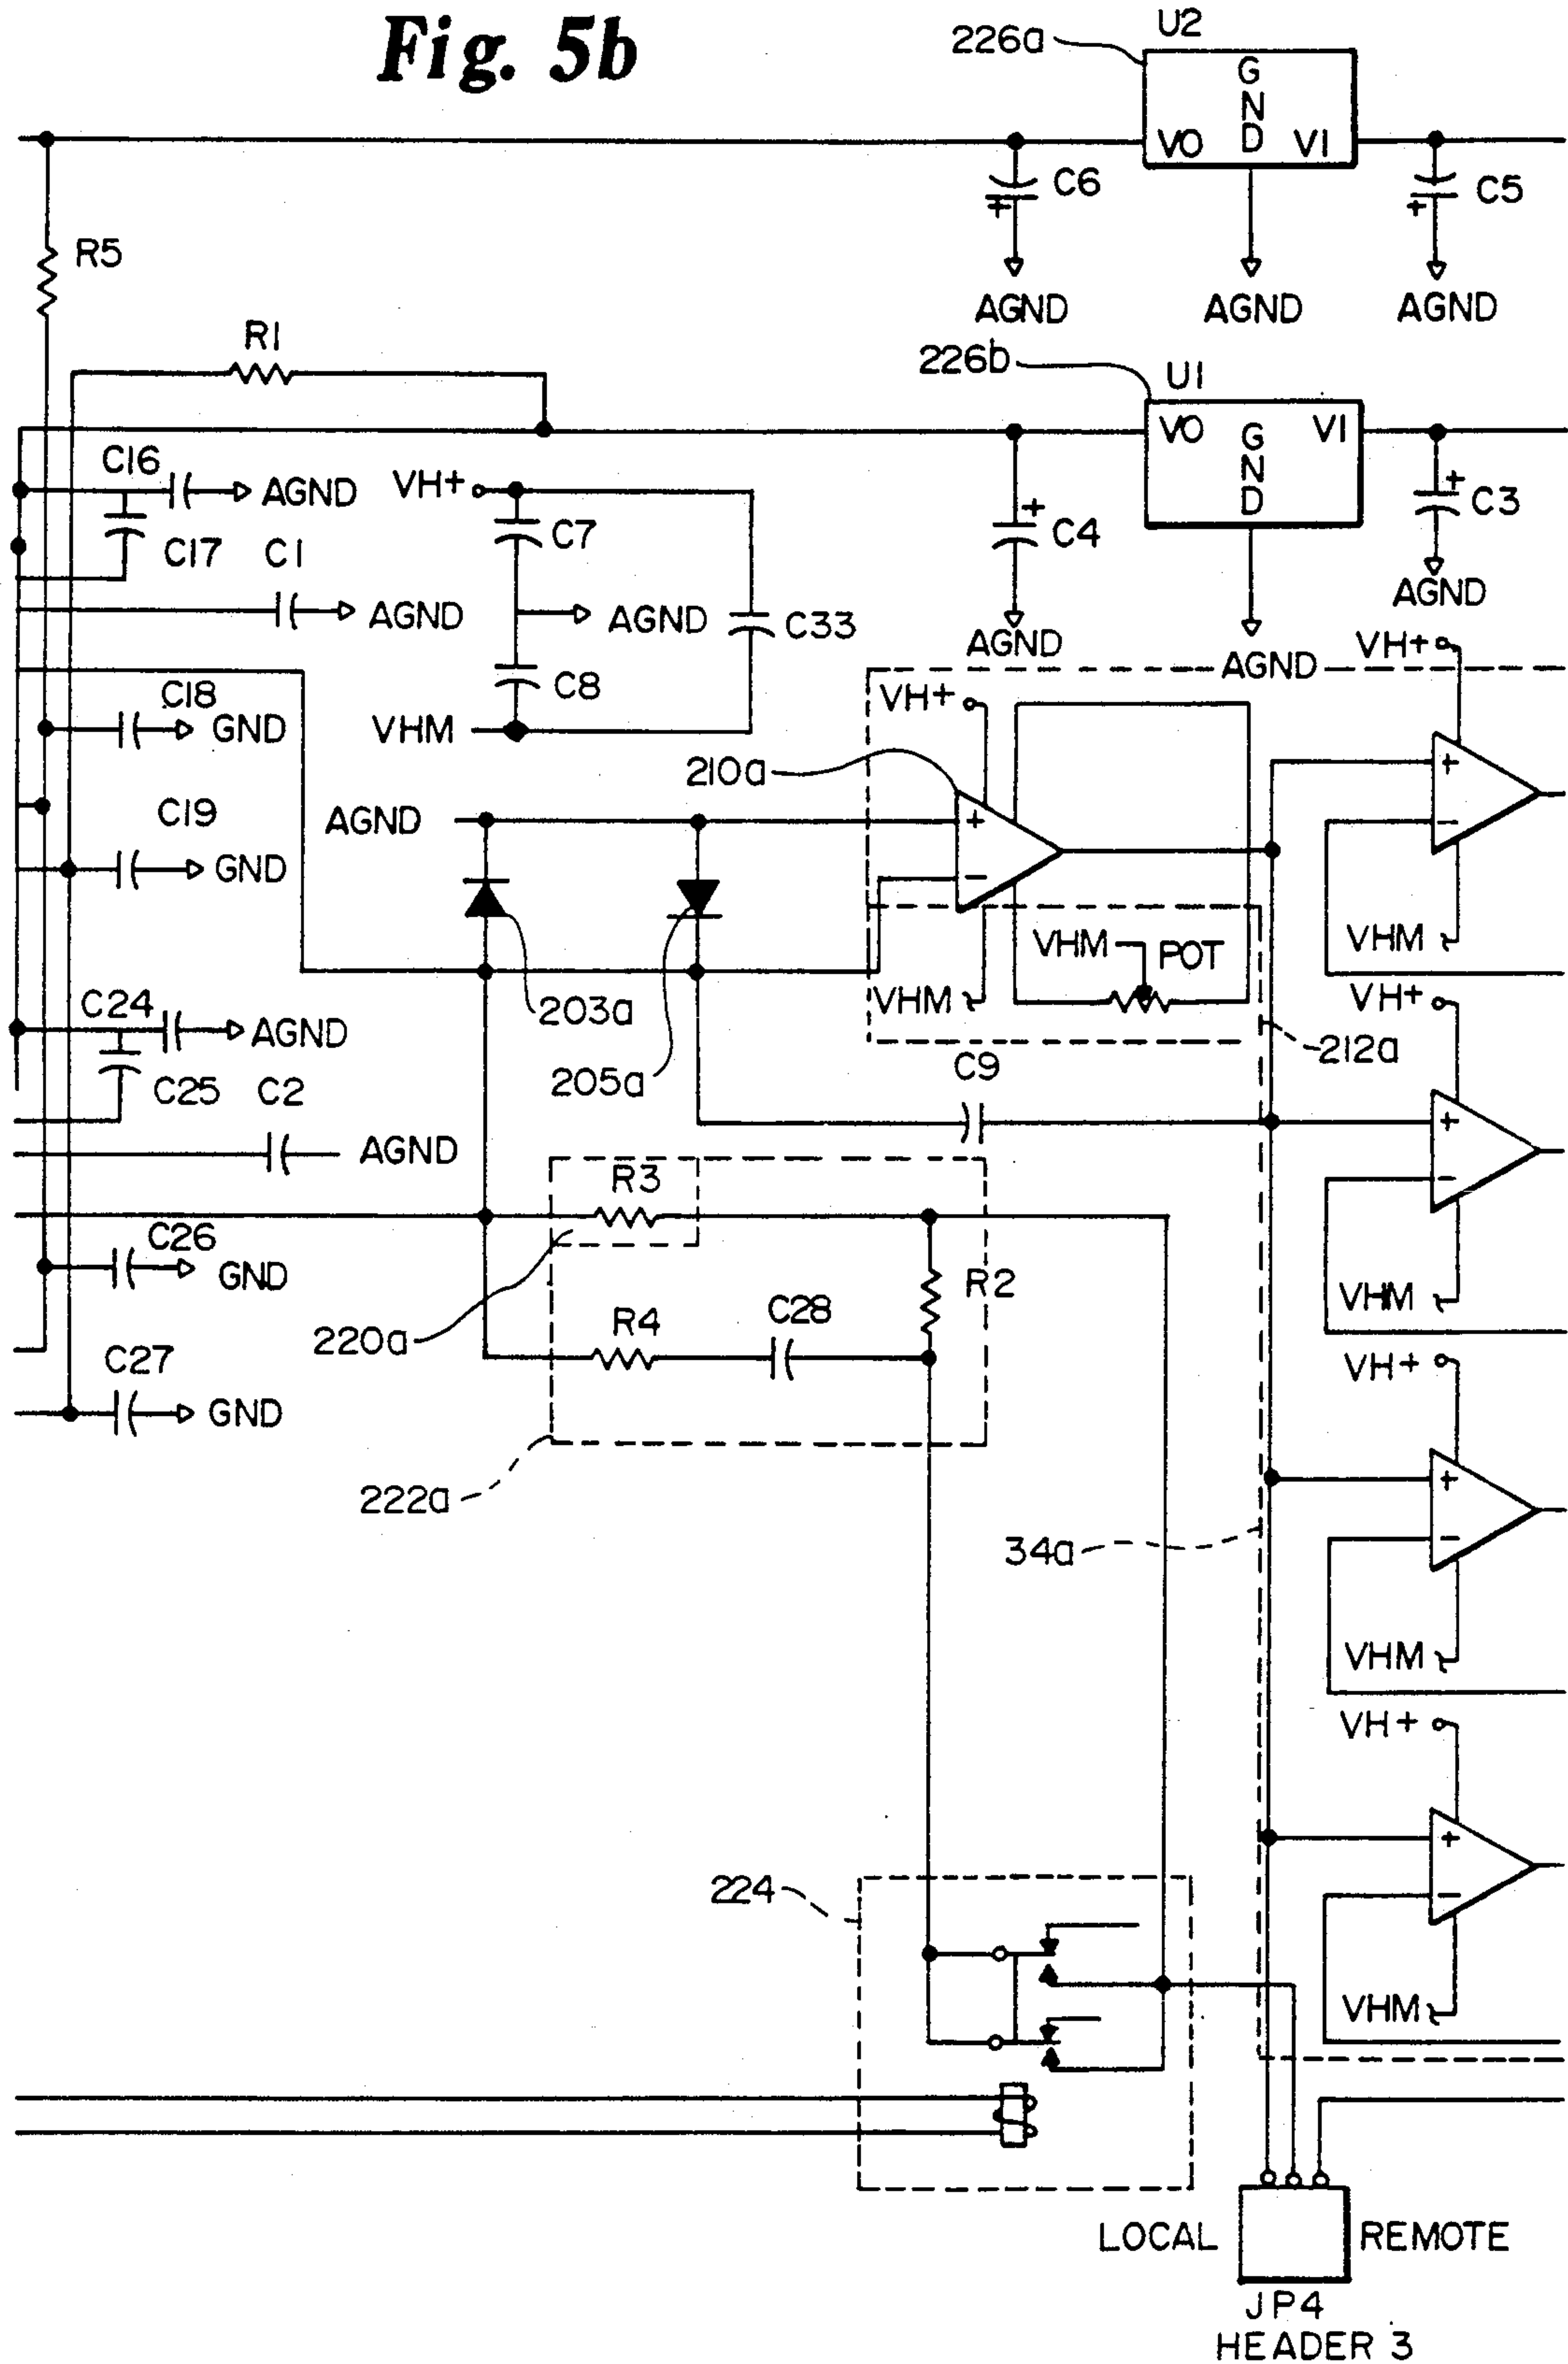 Fig. 5b
226a
U2
GND
VO
VI
C6
C5
R5
AGND
AGND
AGND
R1
226b
U1
VO
GND
VI
C16
AGND
VH+
C7
C4
C3
C17
C1
AGND
AGND
C33
AGND
AGND
AGND
VH+
C8
C18
GND
VHM
VH+
210a
+
+
C19
AGND
+
−
−
GND
VHM
VHM
POT
C24
203a
VHM
VH+
AGND
212a
C25
C2
205a
C9
+
AGND
R3
−
C26
GND
R2
VHM
220a
R4
C28
C27
VH+
GND
222a
+
34a
−
VHM
VH+
+
224
−
VHM
LOCAL
REMOTE
JP4
HEADER 3